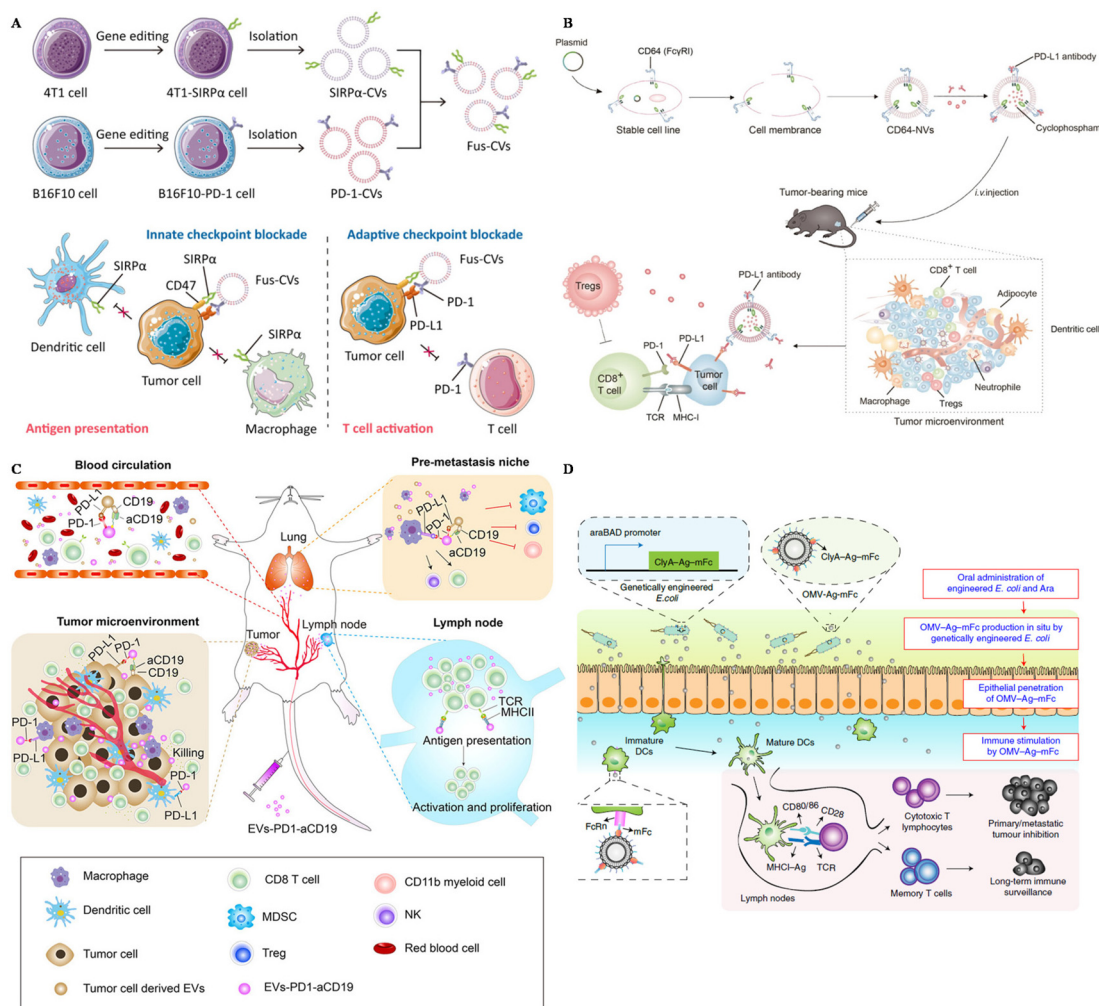 A
Gene editing
Isolation
4T1 cell
4T1-SIRPα cell
SIRPα-CVs
Fus-CVs
Gene editing
Isolation
B16F10 cell
B16F10-PD-1 cell
PD-1-CVs
Innate checkpoint blockade
SIRPα
SIRPα
CD47
Fus-CVs
PD-1
PD-L1
Dendritic cell
Tumor cell
SIRPα
Macrophage
Antigen presentation
Adaptive checkpoint blockade
Fus-CVs
PD-1
PD-L1
Tumor cell
PD-1
T cell
T cell activation
B
Plasmid
CD64 (FcγRI)
PD-L1 antibody
Stable cell line
Cell membrane
CD64-NVs
Cyclophospham
i.v.injection
Tumor-bearing mice
Tregs
PD-L1 antibody
PD-1
PD-L1
CD8+
T cell
Tumor
cell
TCR
MHC-I
CD8+ T cell
Adipocyte
Dentritic cell
Neutrophile
Macrophage
Tregs
Tumor microenvironment
C
Blood circulation
PD-L1
CD19
PD-1
aCD19
Pre-metastasis niche
PD-L1
PD-1
CD19
aCD19
Lung
Tumor
Lymph node
Tumor microenvironment
PD-L1
PD-1
aCD19
CD19
PD-1
PD-L1
Killing
PD-1
PD-L1
EVs-PD1-aCD19
Lymph node
TCR
MHCII
Antigen presentation
Activation and proliferation
Macrophage
Dendritic cell
Tumor cell
Tumor cell derived EVs
CD8 T cell
MDSC
Treg
EVs-PD1-aCD19
CD11b myeloid cell
NK
Red blood cell
D
araBAD promoter
ClyA–Ag–mFc
Genetically engineered
E.coli
ClyA–Ag–mFc
OMV-Ag-mFc
Oral administration of
engineered E. coli and Ara
OMV–Ag–mFc production in situ by
genetically engineered E. coli
Epithelial penetration
of OMV–Ag–mFc
Immune stimulation
by OMV–Ag–mFc
Immature
DCs
Mature DCs
FcRn
mFc
CD80/86
CD28
MHCI–Ag
TCR
Lymph nodes
Cytotoxic T
lymphocytes
Primary/metastatic
tumour inhibition
Memory T cells
Long-term immune
surveillance